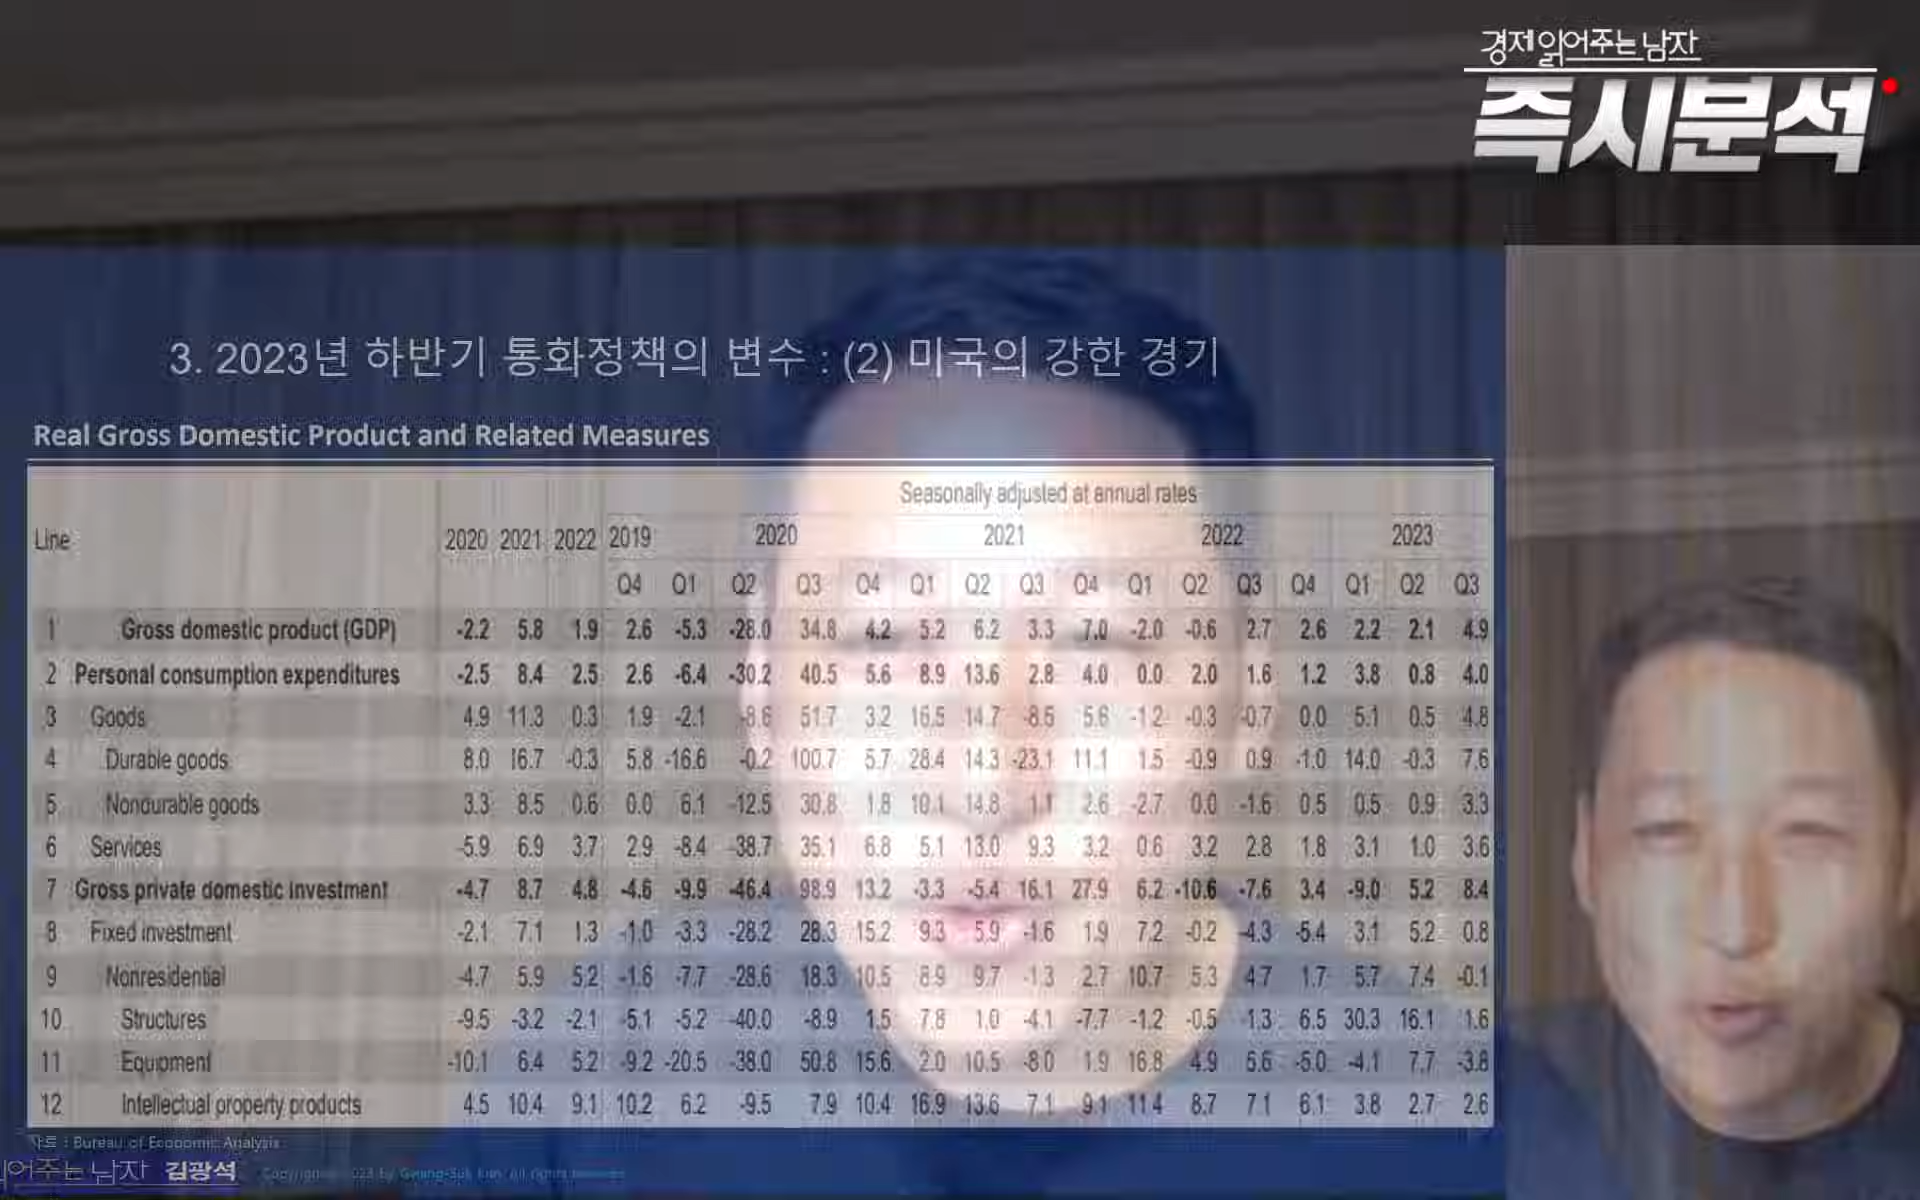 경제읽어주는남자
즉시분석
3. 2023년 하반기 통화정책의 변수 : (2) 미국의 강한 경기
Real Gross Domestic Product and Related Measures
Seasonally adjusted at annual rates
Line 2020 2021 2022 2019 2020 2021 2022 2023
Q4 Q1 Q2 Q3 Q4 Q1 Q2 Q3 Q4 Q1 Q2 Q3 Q4 Q1 Q2 Q3
1 Gross domestic product (GDP) -2.2 5.8 1.9 2.6 -5.3 -28.0 34.8 4.2 5.2 6.2 3.3 7.0 -2.0 -0.6 2.7 2.6 2.2 2.1 4.9
2 Personal consumption expenditures -2.5 8.4 2.5 2.6 -6.4 -30.2 40.5 5.6 8.9 13.6 2.8 4.0 0.0 2.0 1.6 1.2 3.8 0.8 4.0
3 Goods 4.9 11.3 0.3 1.9 -2.1 -8.6 51.7 3.2 16.5 14.7 -8.6 5.6 -1.2 -0.3 -0.7 0.0 5.1 0.5 4.8
4 Durable goods 8.0 16.7 -0.3 5.8 -16.6 -0.2 100.7 5.7 28.4 14.3 -23.1 11.1 1.5 -0.9 0.9 -1.0 14.0 -0.3 7.6
5 Nondurable goods 3.3 8.5 0.6 0.0 6.1 -12.5 30.8 1.8 10.1 14.8 1.1 2.6 -2.7 0.0 -1.6 0.5 0.5 0.9 3.3
6 Services -5.9 6.9 3.7 2.9 -8.4 -38.7 35.1 6.8 5.1 13.0 9.3 3.2 0.6 3.2 2.8 1.8 3.1 1.0 3.6
7 Gross private domestic investment -4.7 8.7 4.8 -4.6 -9.9 -46.4 98.9 13.2 -3.3 -5.4 16.1 27.9 6.2 -10.6 -7.6 3.4 -9.0 5.2 8.4
8 Fixed investment -2.1 7.1 1.3 -1.0 -3.3 -28.2 28.3 15.2 9.3 5.9 -1.6 1.9 7.2 -0.2 -4.3 -5.4 3.1 5.2 0.8
9 Nonresidential -4.7 5.9 5.2 -1.6 -7.7 -28.6 18.3 10.5 8.9 9.7 -1.3 2.7 10.7 5.3 4.7 1.7 5.7 7.4 -0.1
10 Structures -9.5 -3.2 -2.1 -5.1 -5.2 -40.0 -8.9 1.5 7.8 1.0 -4.1 -7.7 -1.2 -0.5 -1.3 6.5 30.3 16.1 1.6
11 Equipment -10.1 6.4 5.2 -9.2 -20.5 -38.0 50.8 15.6 2.0 10.5 -8.0 1.9 16.8 4.9 5.6 -5.0 -4.1 7.7 -3.8
12 Intellectual property products 4.5 10.4 9.1 10.2 6.2 -9.5 7.9 10.4 16.9 13.6 7.1 9.1 11.4 8.7 7.1 6.1 3.8 2.7 2.6
자료 : Bureau of Economic Analysis
어주는 남자 김광석 Copyright 2023 by Gwang-Suk Kim. All rights reserved